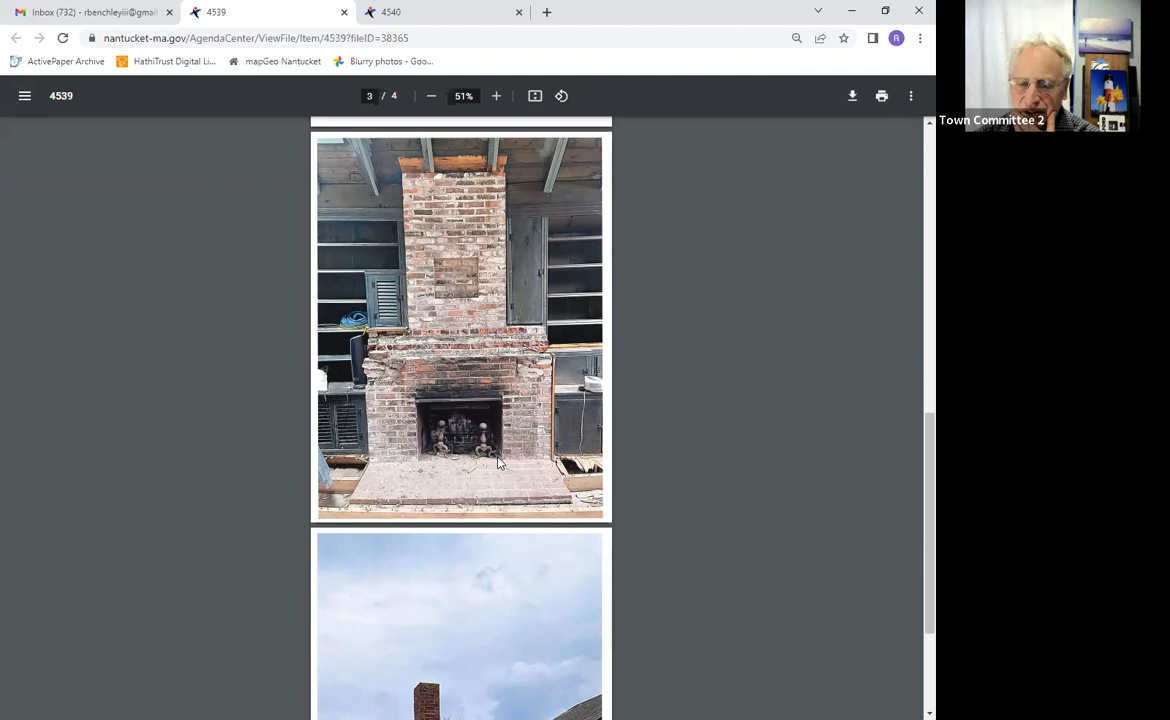 Inbox (732) - rbenchleyiii@gmai
4539
4540
nantucket-ma.gov/AgendaCenter/ViewFile/Item/4539?fileID=38365
R
ActivePaper Archive
HathiTrust Digital Li...
mapGeo Nantucket
Blurry photos - Goo...
4539
3 / 4
51%
Town Committee 2